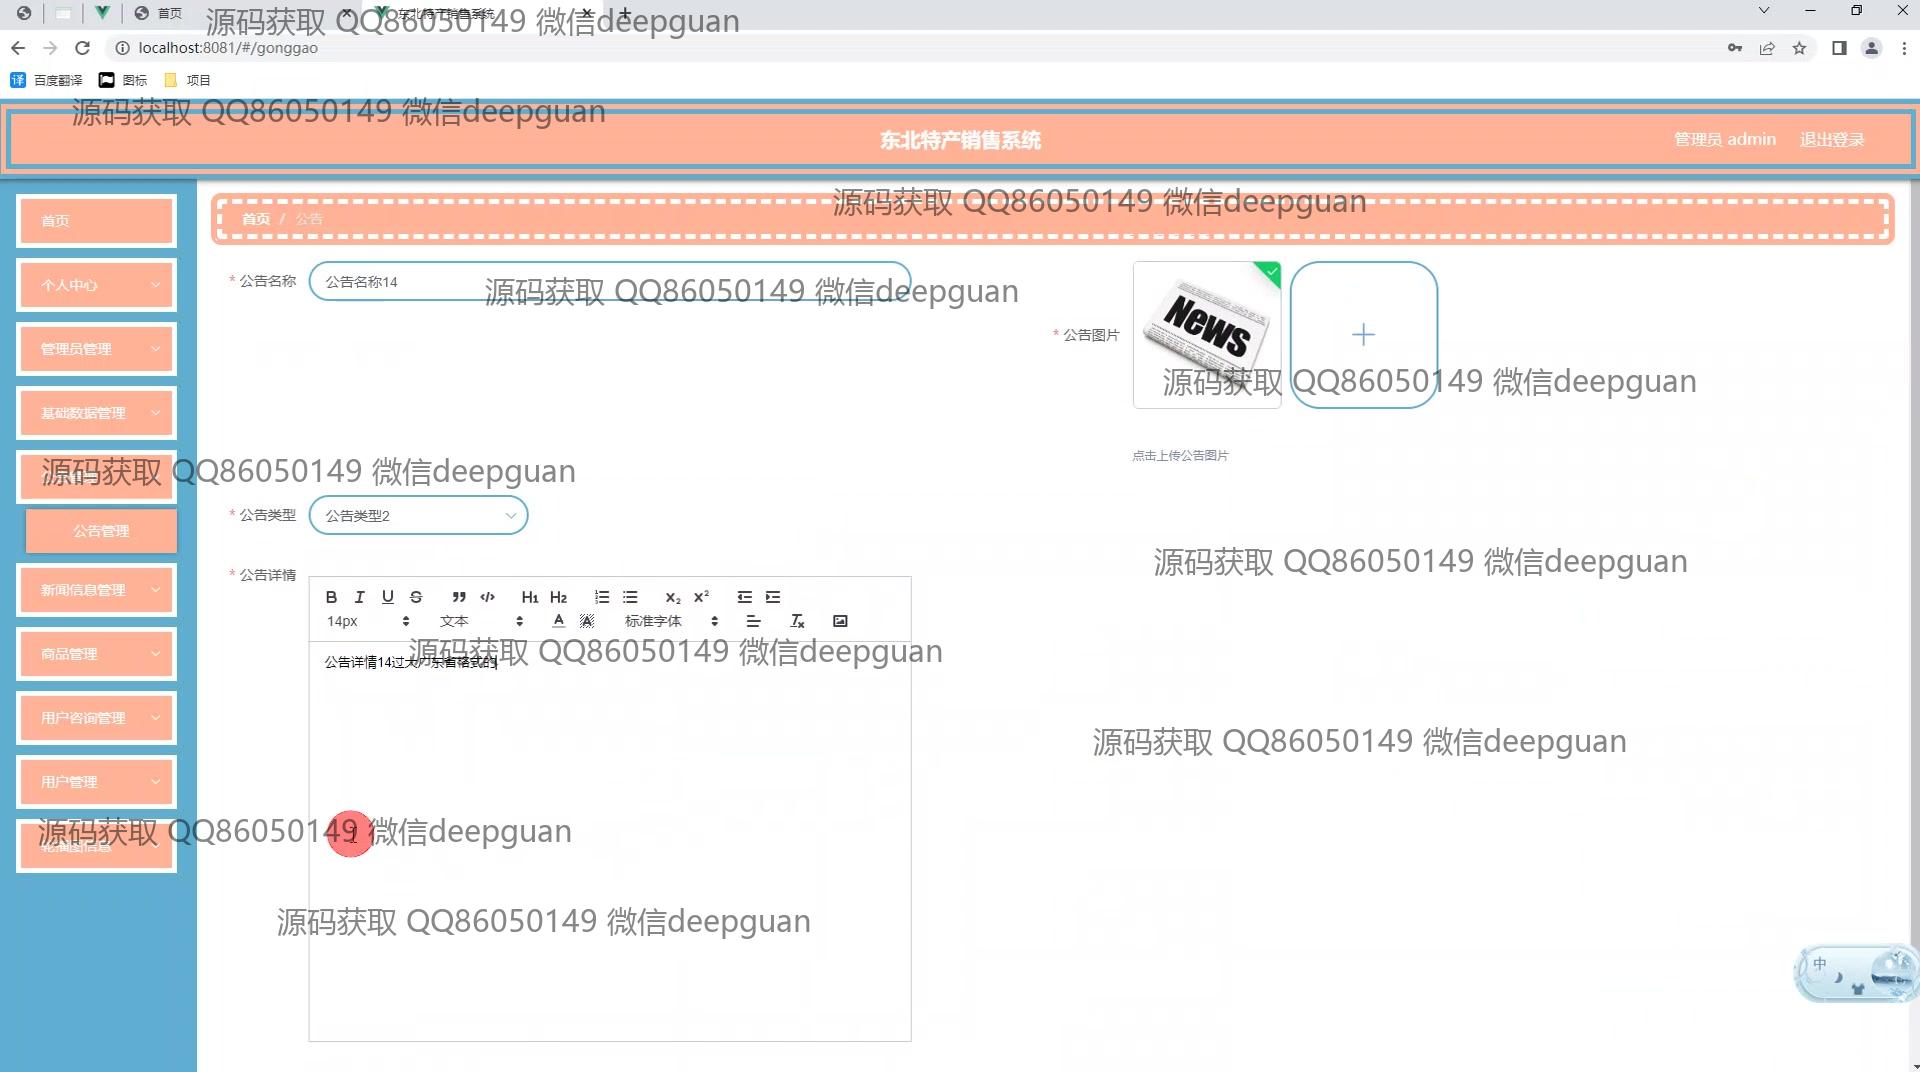 首页
东北特产销售系统
源码获取 QQ86050149 微信deepguan
localhost:8081/#/gonggao
百度翻译
图标
项目
源码获取 QQ86050149 微信deepguan
东北特产销售系统
管理员 admin
退出登录
源码获取 QQ86050149 微信deepguan
首页
首页 / 公告
个人中心
* 公告名称
公告名称14
源码获取 QQ86050149 微信deepguan
News
* 公告图片
管理员管理
源码获取 QQ86050149 微信deepguan
基础数据管理
点击上传公告图片
源码获取 QQ86050149 微信deepguan
* 公告类型
公告类型2
公告管理
源码获取 QQ86050149 微信deepguan
* 公告详情
新闻信息管理
B I U S H1 H2 x₂ x²
14px 文本 A A 标准字体 Tx
商品管理
源码获取 QQ86050149 微信deepguan
公告详情14过大广东省格式的
用户咨询管理
源码获取 QQ86050149 微信deepguan
用户管理
源码获取 QQ86050149 微信deepguan
轮播图信息
源码获取 QQ86050149 微信deepguan
中